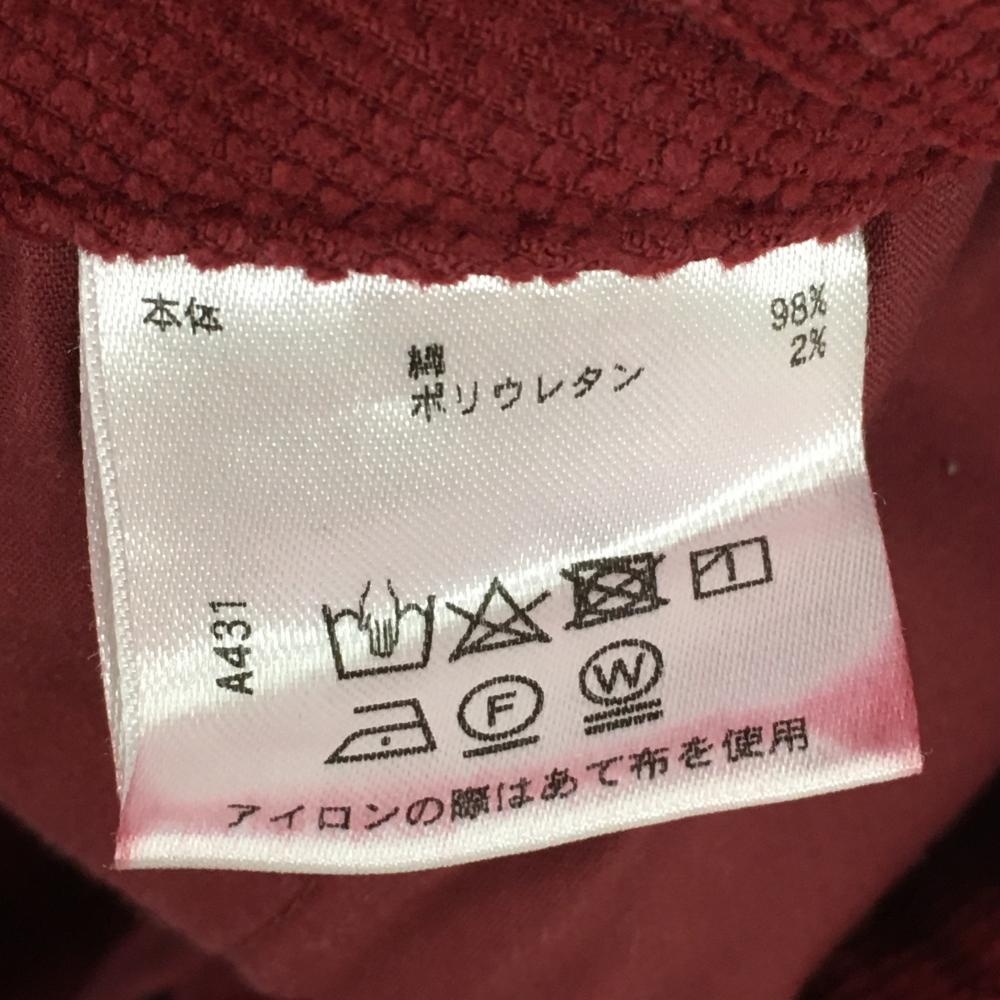 本体 98%
綿 2%
ポリウレタン
A431
F W
アイロンの際はあて布を使用